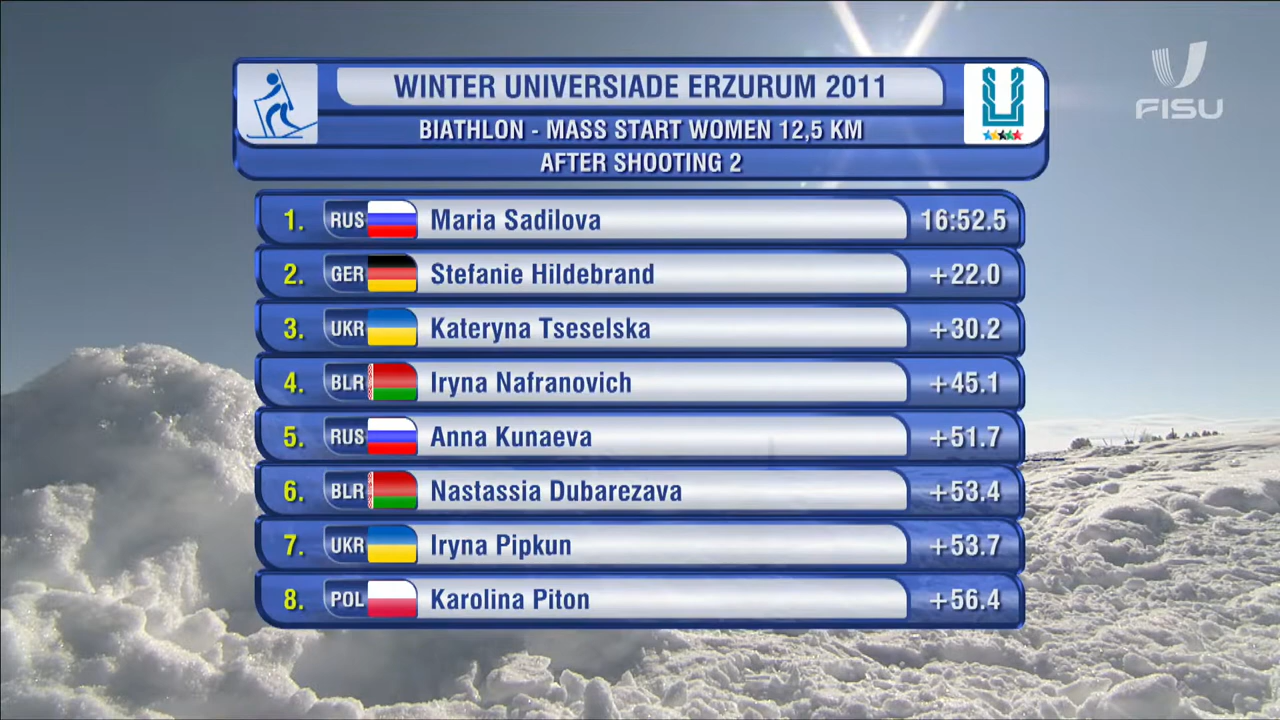 WINTER UNIVERSIADE ERZURUM 2011
BIATHLON - MASS START WOMEN 12,5 KM
AFTER SHOOTING 2
FISU
1. RUS Maria Sadilova 16:52.5
2. GER Stefanie Hildebrand +22.0
3. UKR Kateryna Tseselska +30.2
4. BLR Iryna Nafranovich +45.1
5. RUS Anna Kunaeva +51.7
6. BLR Nastassia Dubarezava +53.4
7. UKR Iryna Pipkun +53.7
8. POL Karolina Piton +56.4